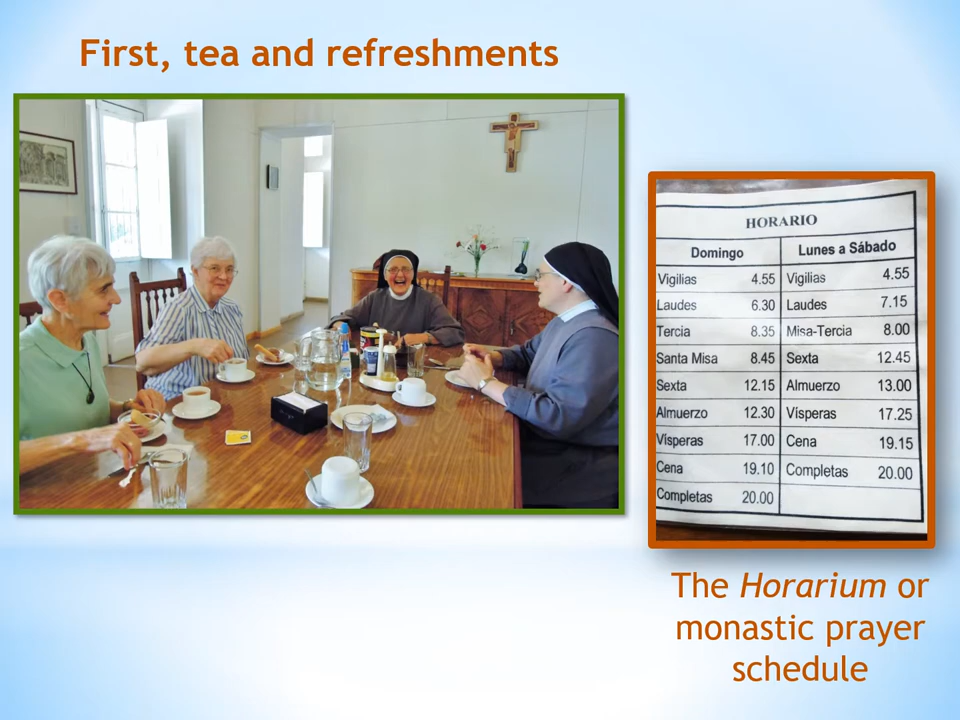 First, tea and refreshments
HORARIO
Domingo Lunes a Sábado
Vigilias 4.55 Vigilias 4.55
Laudes 6.30 Laudes 7.15
Tercia 8.35 Misa-Tercia 8.00
Santa Misa 8.45 Sexta 12.45
Sexta 12.15 Almuerzo 13.00
Almuerzo 12.30 Vísperas 17.25
Vísperas 17.00 Cena 19.15
Cena 19.10 Completas 20.00
Completas 20.00
The Horarium or
monastic prayer
schedule